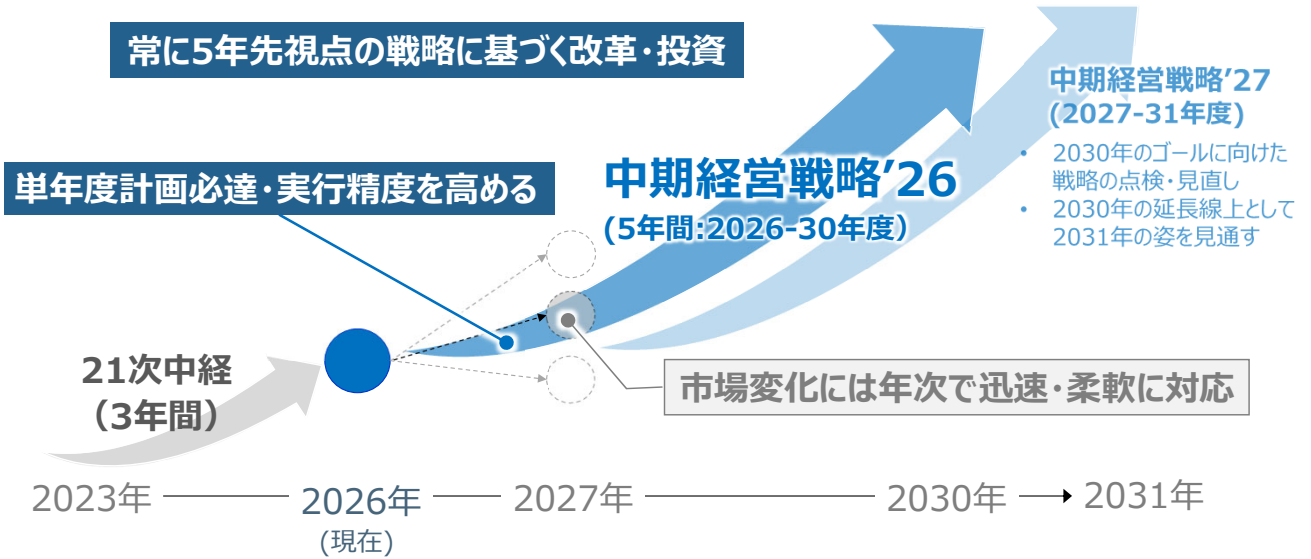 常に5年先視点の戦略に基づく改革・投資
単年度計画必達・実行精度を高める
中期経営戦略’26
(5年間:2026-30年度）
中期経営戦略’27
(2027-31年度)
• 2030年のゴールに向けた
戦略の点検・見直し
• 2030年の延長線上として
2031年の姿を見通す
21次中経
（3年間）
市場変化には年次で迅速・柔軟に対応
2023年 2026年 2027年 2030年 2031年
(現在)